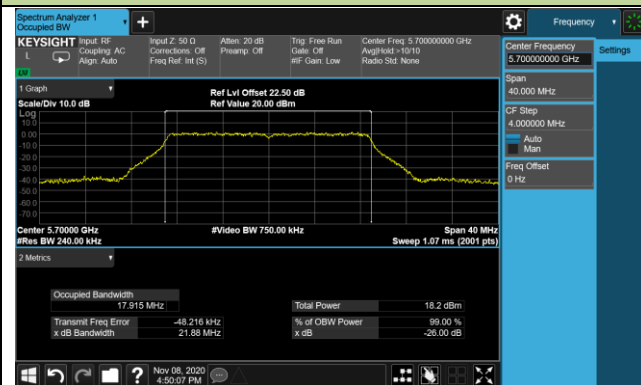 Spectrum Analyzer 1
Occupied BW
Frequency
KEYSIGHT
Input: RF
Coupling: AC
Align: Auto
Input Z: 50 Ω
Corrections: Off
Freq Ref: Int (S)
Atten: 20 dB
Preamp: Off
Trig: Free Run
Gate: Off
#IF Gain: Low
Center Freq: 5.700000000 GHz
Avg|Hold:>10/10
Radio Std: None
L
Center Frequency
5.700000000 GHz
Settings
Span
40.000 MHz
CF Step
4.000000 MHz
Auto
Man
Freq Offset
0 Hz
1 Graph
Scale/Div 10.0 dB
Ref Lvl Offset 22.50 dB
Ref Value 20.00 dBm
Log
10.0
0.00
-10.0
-20.0
-30.0
-40.0
-50.0
-60.0
-70.0
Center 5.70000 GHz
#Video BW 750.00 kHz
Span 40 MHz
#Res BW 240.00 kHz
Sweep 1.07 ms (2001 pts)
2 Metrics
Occupied Bandwidth
17.915 MHz
Total Power 18.2 dBm
Transmit Freq Error -48.216 kHz
% of OBW Power 99.00 %
x dB Bandwidth 21.88 MHz
x dB -26.00 dB
Nov 08, 2020
4:50:07 PM